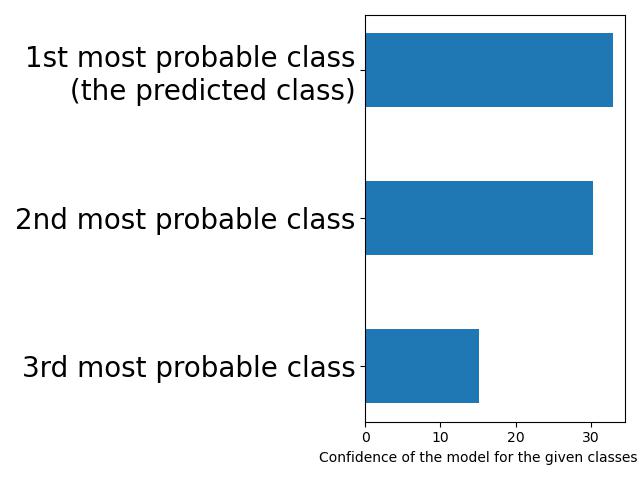 1st most probable class
(the predicted class)
2nd most probable class
3rd most probable class
0 10 20 30
Confidence of the model for the given classes